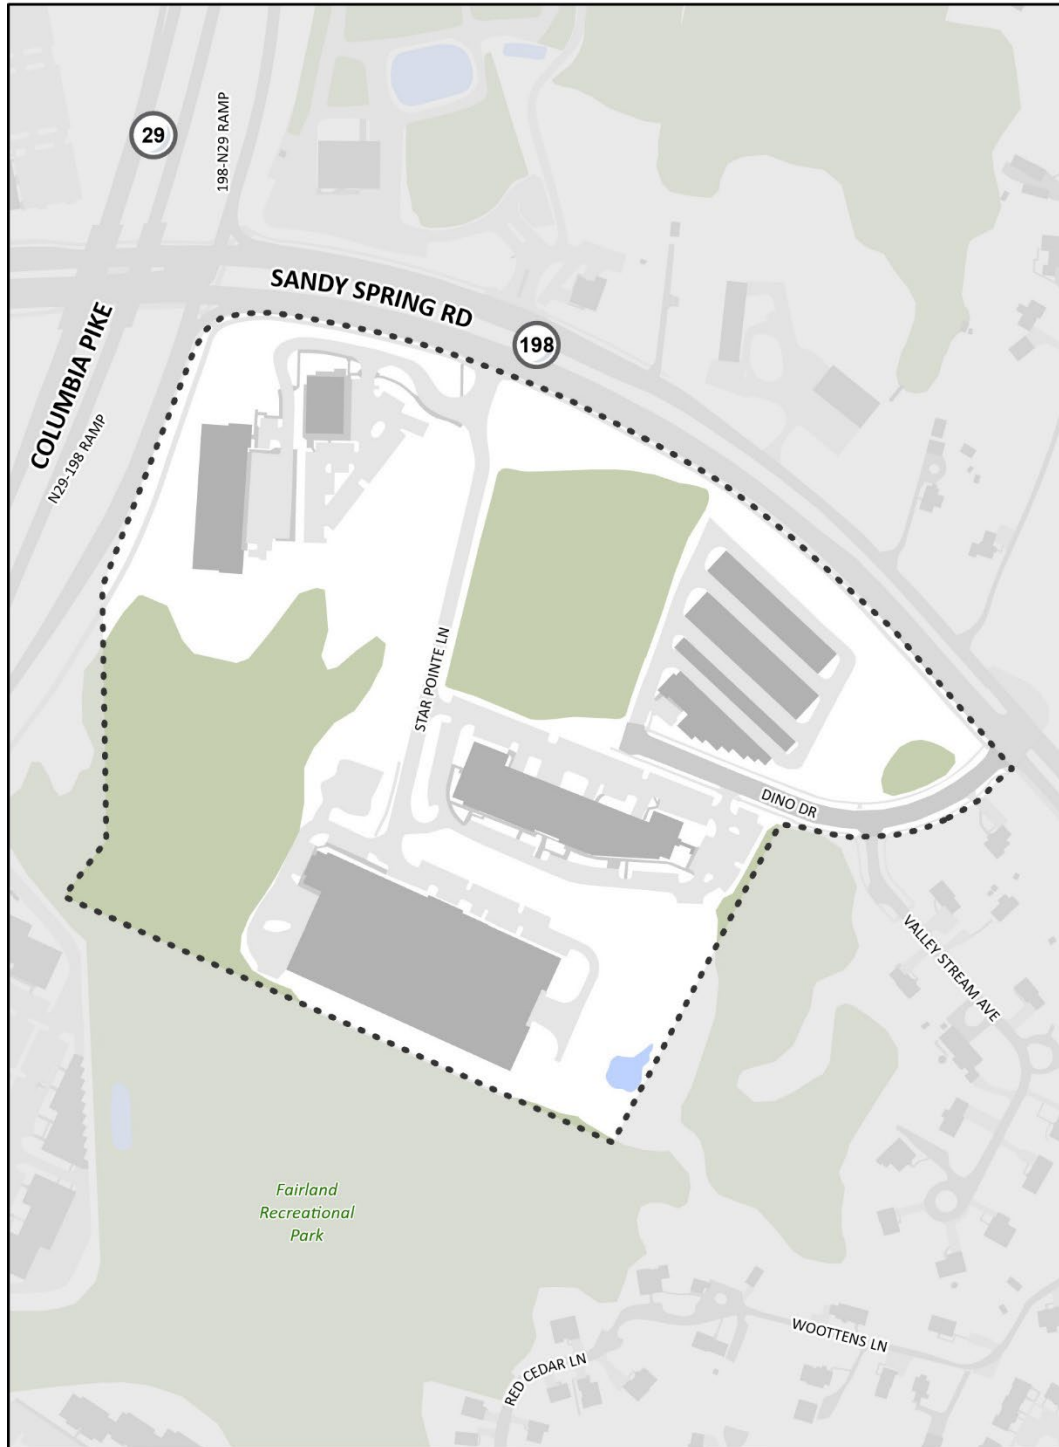 29
198-N29 RAMP
SANDY SPRING RD
198
COLUMBIA PIKE
N29-198 RAMP
STAR POINTE LN
DINO DR
VALLEY STREAM AVE
Fairland
Recreational
Park
WOOTTENS LN
RED CEDAR LN